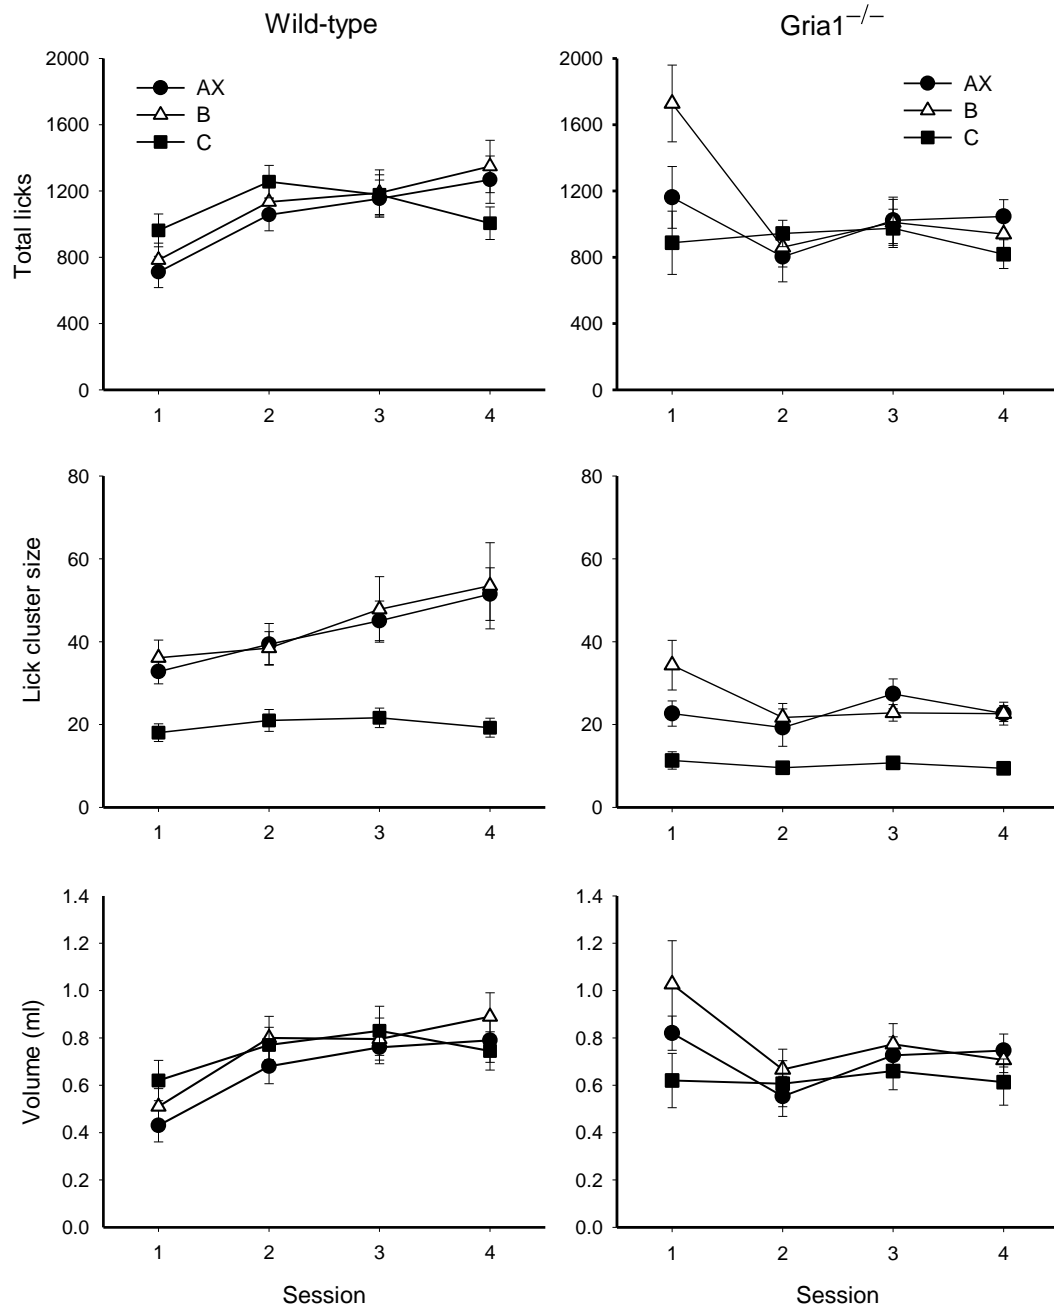 Wild-type
Gria1−/−
2000
1600
1200
800
400
0
Total licks
AX
B
C
1 2 3 4
2000
1600
1200
800
400
0
AX
B
C
1 2 3 4
80
60
40
20
0
Lick cluster size
1 2 3 4
80
60
40
20
0
1 2 3 4
1.4
1.2
1.0
0.8
0.6
0.4
0.2
0.0
Volume (ml)
1 2 3 4
Session
1.4
1.2
1.0
0.8
0.6
0.4
0.2
0.0
1 2 3 4
Session